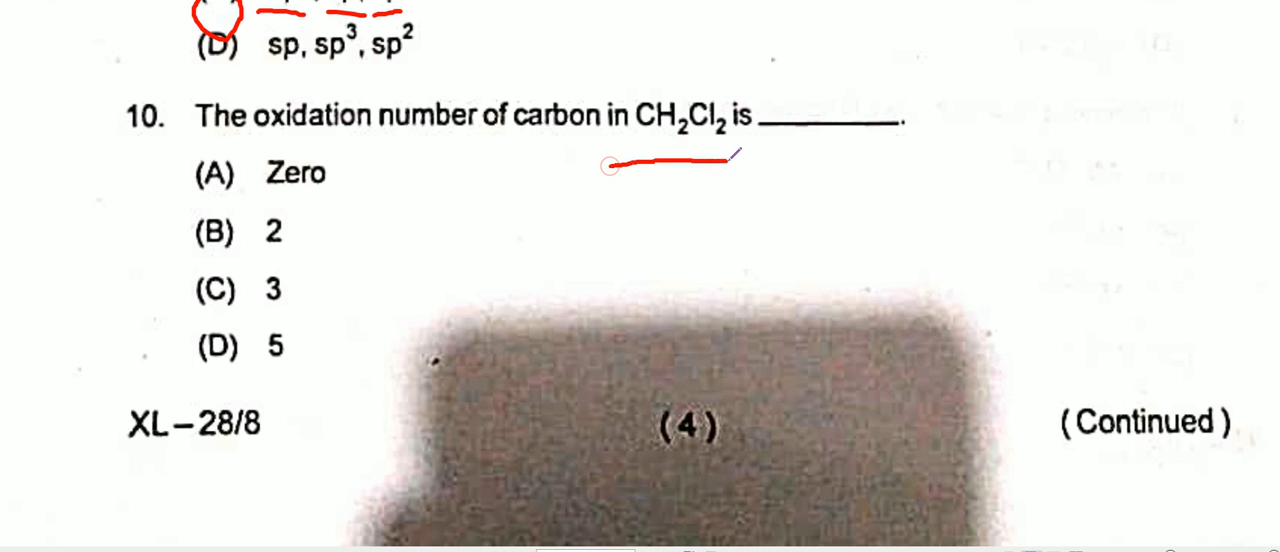 (D) sp, sp³, sp²
10. The oxidation number of carbon in CH₂Cl₂ is ________.
(A) Zero
(B) 2
(C) 3
(D) 5
XL – 28/8 (4) (Continued)